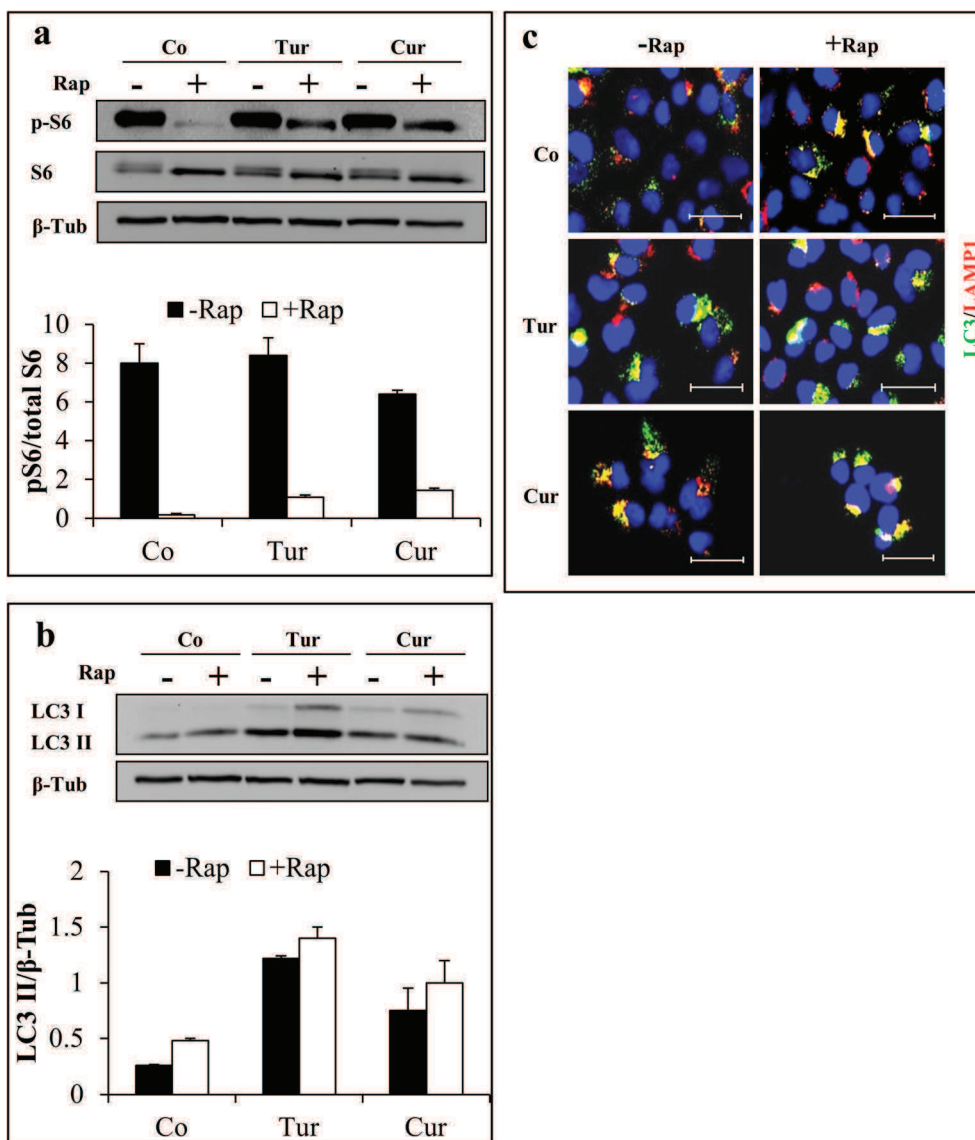 a
Co Tur Cur
Rap - + - + - +
p-S6
S6
β-Tub
-Rap +Rap
pS6/total S6
10
8
6
4
2
0
Co Tur Cur
b
Co Tur Cur
Rap - + - + - +
LC3 I
LC3 II
β-Tub
-Rap +Rap
LC3 II/β-Tub
2
1.5
1
0.5
0
Co Tur Cur
c
-Rap +Rap
Co
Tur
Cur
LC3/LAMP1